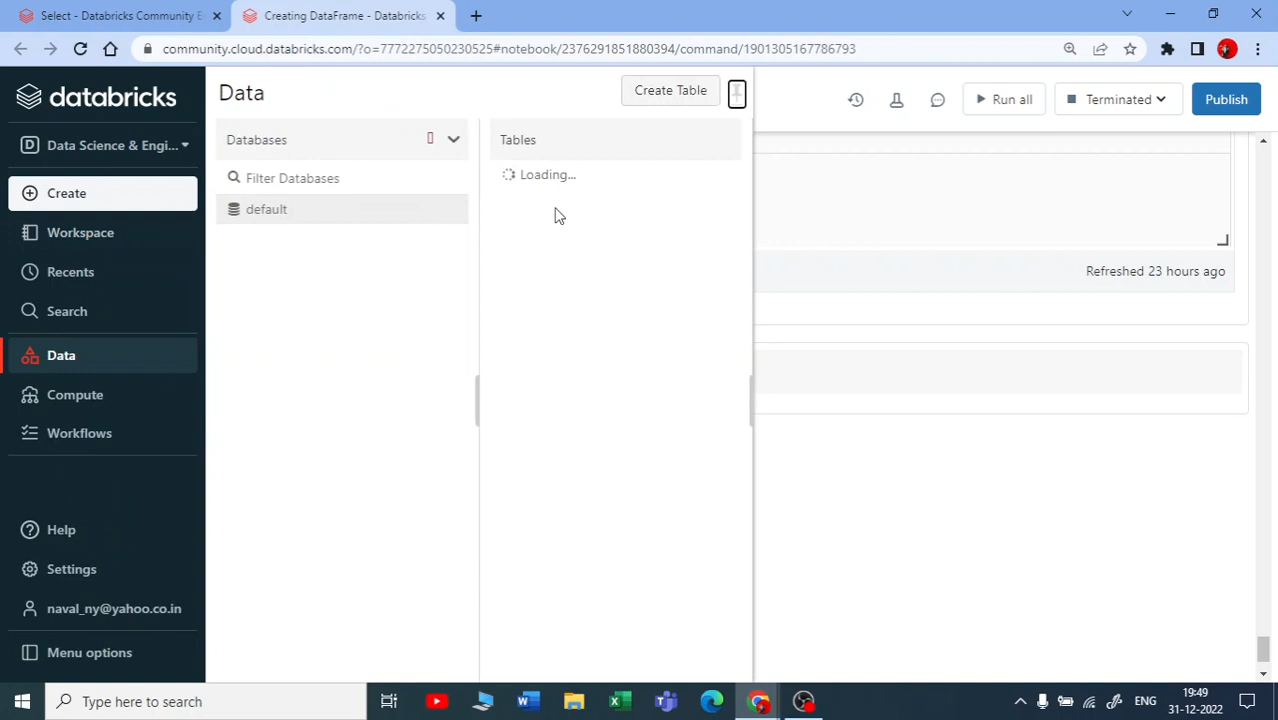 Select - Databricks Community E
Creating DataFrame - Databricks
community.cloud.databricks.com/?o=7772275050230525#notebook/2376291851880394/command/1901305167786793
databricks
Data
Create Table
Run all
Terminated
Publish
D
Data Science & Engi...
Databases
Tables
Filter Databases
Loading...
Create
default
Workspace
Recents
Refreshed 23 hours ago
Search
Data
Compute
Workflows
Help
Settings
naval_ny@yahoo.co.in
Menu options
Type here to search
ENG
19:49
31-12-2022